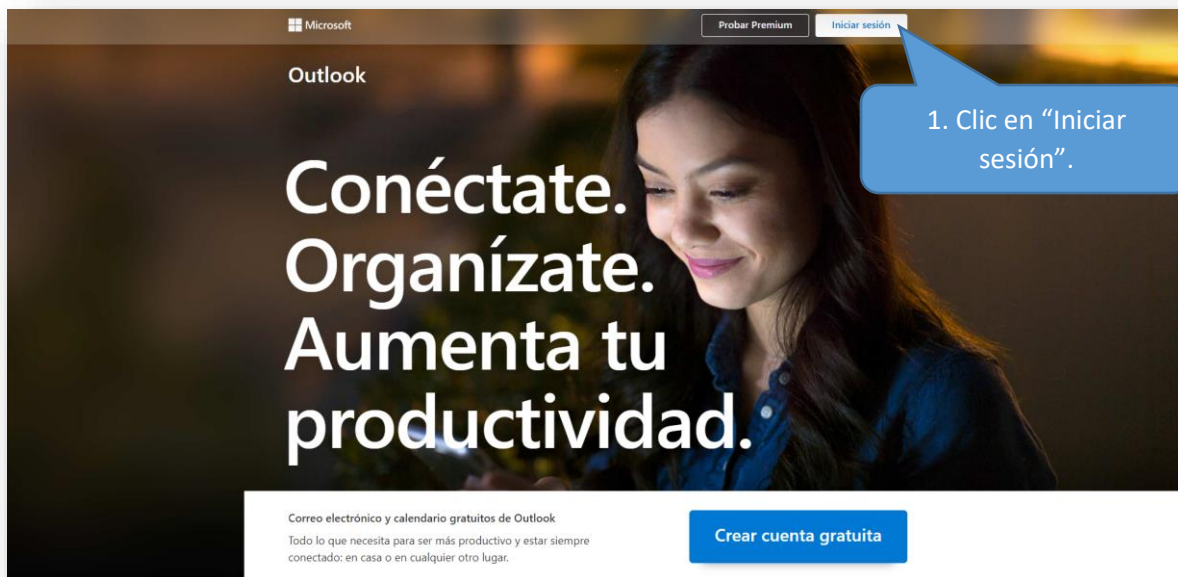 Microsoft
Probar Premium
Iniciar sesión
Outlook
1. Clic en “Iniciar
sesión”.
Conéctate.
Organízate.
Aumenta tu
productividad.
Correo electrónico y calendario gratuitos de Outlook
Todo lo que necesita para ser más productivo y estar siempre
conectado: en casa o en cualquier otro lugar.
Crear cuenta gratuita